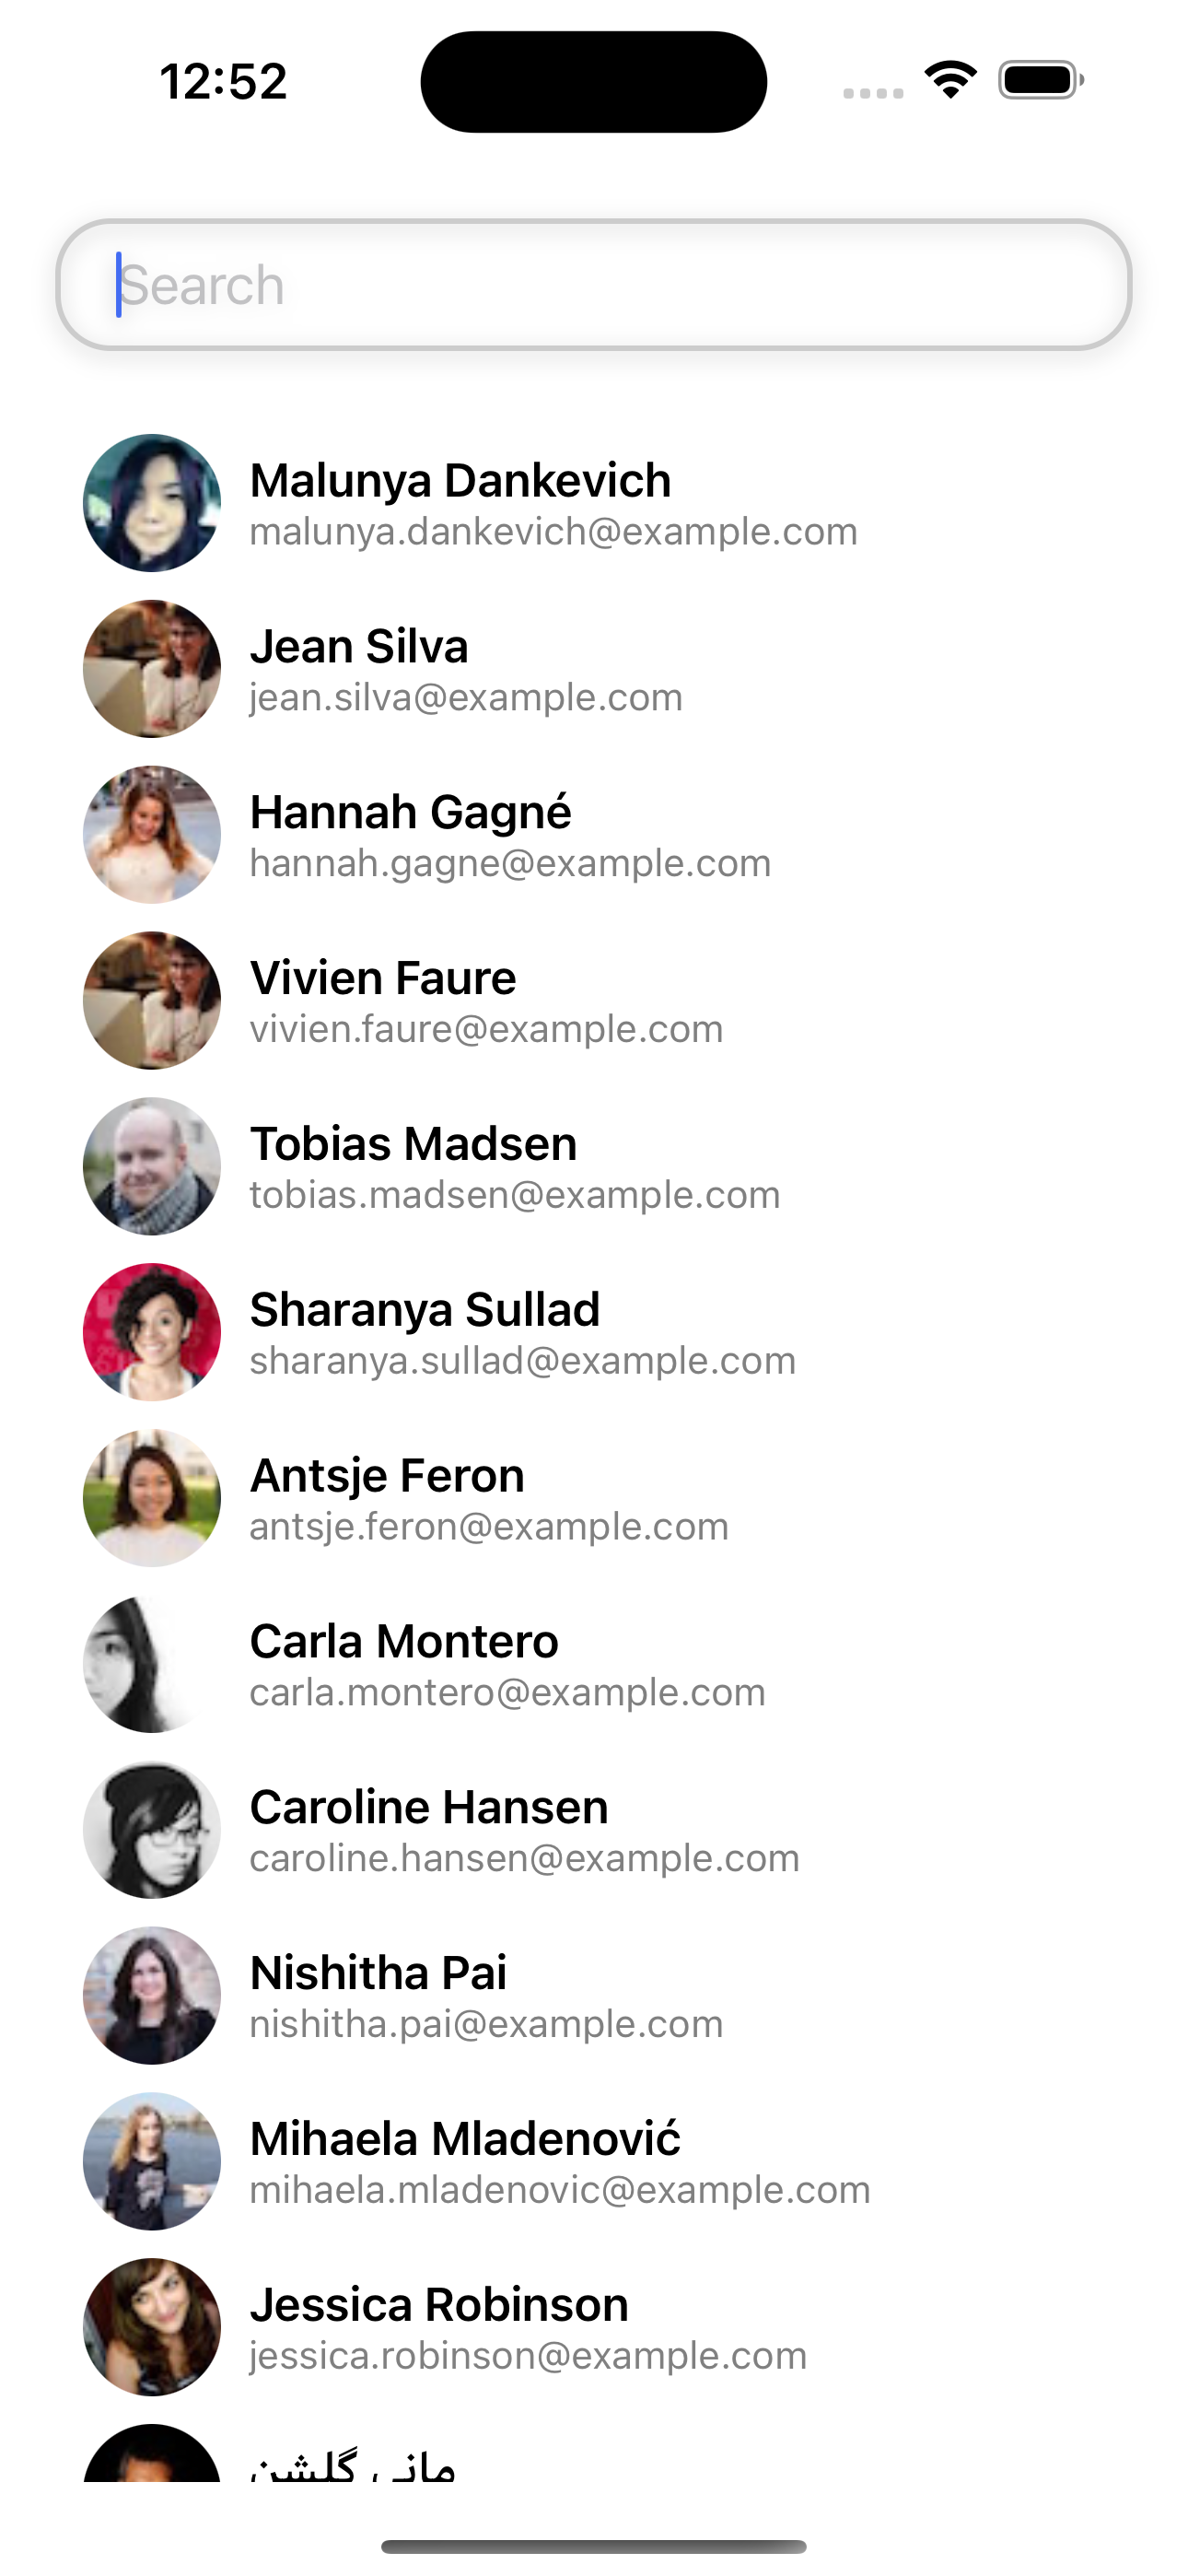 12:52
Search
Malunya Dankevich
malunya.dankevich@example.com
Jean Silva
jean.silva@example.com
Hannah Gagné
hannah.gagne@example.com
Vivien Faure
vivien.faure@example.com
Tobias Madsen
tobias.madsen@example.com
Sharanya Sullad
sharanya.sullad@example.com
Antsje Feron
antsje.feron@example.com
Carla Montero
carla.montero@example.com
Caroline Hansen
caroline.hansen@example.com
Nishitha Pai
nishitha.pai@example.com
Mihaela Mladenović
mihaela.mladenovic@example.com
Jessica Robinson
jessica.robinson@example.com
مانی گلشن